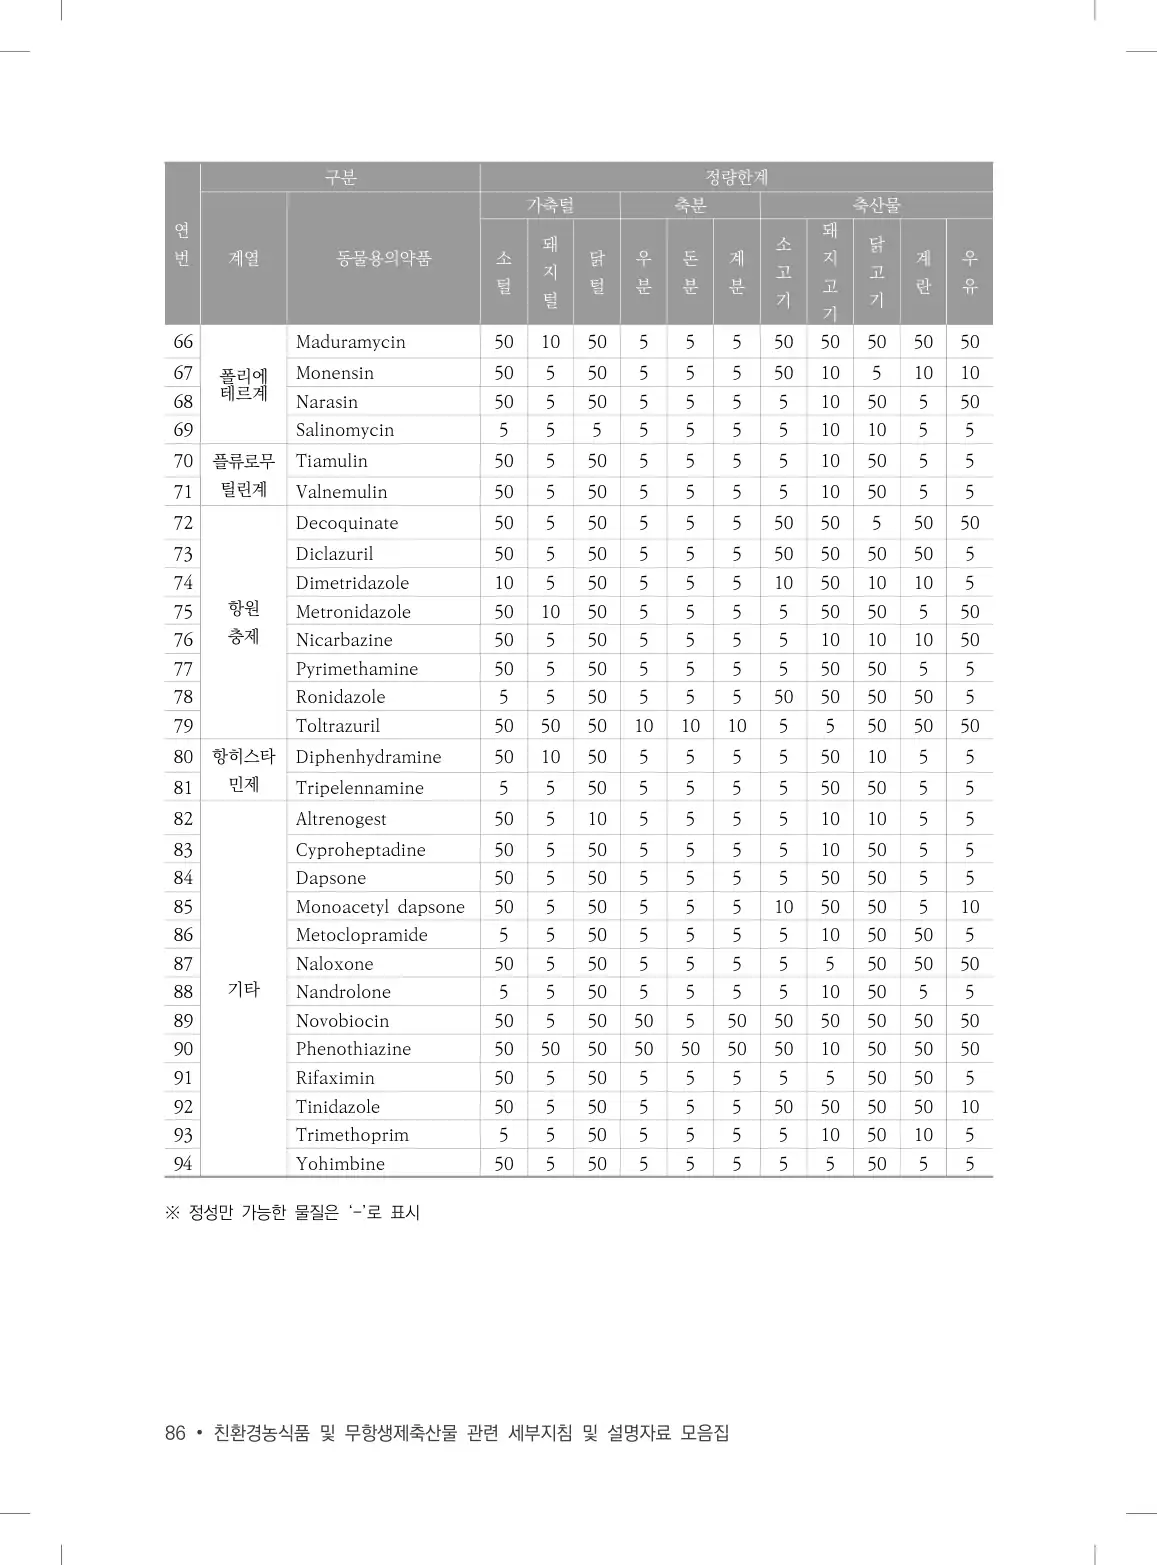 구분 정량한계
가축털 축분 축산물
연번 계열 동물용의약품 소털 돼지털 닭털 우분 돈분 계분 소고기 돼지고기 닭고기 계란 우유
66 Maduramycin 50 10 50 5 5 5 50 50 50 50 50
67 폴리에테르계 Monensin 50 5 50 5 5 5 50 10 5 10 10
68 Narasin 50 5 50 5 5 5 5 10 50 5 50
69 Salinomycin 5 5 5 5 5 5 5 10 10 5 5
70 플류로무 Tiamulin 50 5 50 5 5 5 5 10 50 5 5
71 틸린계 Valnemulin 50 5 50 5 5 5 5 10 50 5 5
72 Decoquinate 50 5 50 5 5 5 50 50 5 50 50
73 Diclazuril 50 5 50 5 5 5 50 50 50 50 5
74 Dimetridazole 10 5 50 5 5 5 10 50 10 10 5
75 항원 Metronidazole 50 10 50 5 5 5 5 50 50 5 50
76 충제 Nicarbazine 50 5 50 5 5 5 5 10 10 10 50
77 Pyrimethamine 50 5 50 5 5 5 5 50 50 5 5
78 Ronidazole 5 5 50 5 5 5 50 50 50 50 5
79 Toltrazuril 50 50 50 10 10 10 5 5 50 50 50
80 항히스타 Diphenhydramine 50 10 50 5 5 5 5 50 10 5 5
81 민제 Tripelennamine 5 5 50 5 5 5 5 50 50 5 5
82 Altrenogest 50 5 10 5 5 5 5 10 10 5 5
83 Cyproheptadine 50 5 50 5 5 5 5 10 50 5 5
84 Dapsone 50 5 50 5 5 5 5 50 50 5 5
85 Monoacetyl dapsone 50 5 50 5 5 5 10 50 50 5 10
86 Metoclopramide 5 5 50 5 5 5 5 10 50 50 5
87 Naloxone 50 5 50 5 5 5 5 5 50 50 50
88 기타 Nandrolone 5 5 50 5 5 5 5 10 50 5 5
89 Novobiocin 50 5 50 50 5 50 50 50 50 50 50
90 Phenothiazine 50 50 50 50 50 50 50 10 50 50 50
91 Rifaximin 50 5 50 5 5 5 5 5 50 50 5
92 Tinidazole 50 5 50 5 5 5 50 50 50 50 10
93 Trimethoprim 5 5 50 5 5 5 5 10 50 10 5
94 Yohimbine 50 5 50 5 5 5 5 5 50 5 5
※ 정성만 가능한 물질은 ‘-’로 표시
86 • 친환경농식품 및 무항생제축산물 관련 세부지침 및 설명자료 모음집